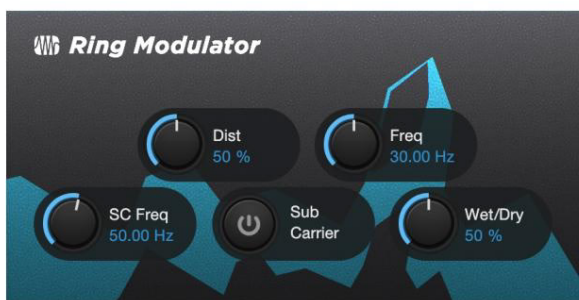 Ring Modulator
Dist
50 %
Freq
30.00 Hz
SC Freq
50.00 Hz
Sub
Carrier
Wet/Dry
50 %